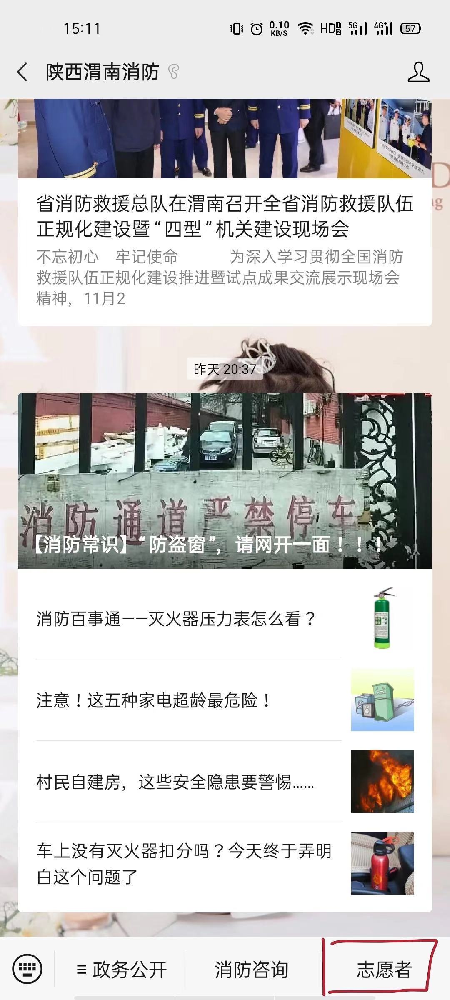 15:11
0.10
KB/S
HD
1
2
5G
4G+
57
陕西渭南消防
省消防救援总队在渭南召开全省消防救援队伍
正规化建设暨“四型”机关建设现场会
不忘初心 牢记使命 为深入学习贯彻全国消防
救援队伍正规化建设推进暨试点成果交流展示现场会
精神，11月2
D
ng
昨天 20:37
消防通道严禁停车
【消防常识】“防盗窗”，请网开一面！！！
消防百事通——灭火器压力表怎么看？
注意！这五种家电超龄最危险！
村民自建房，这些安全隐患要警惕......
车上没有灭火器扣分吗？今天终于弄明
白这个问题了
政务公开
消防咨询
志愿者